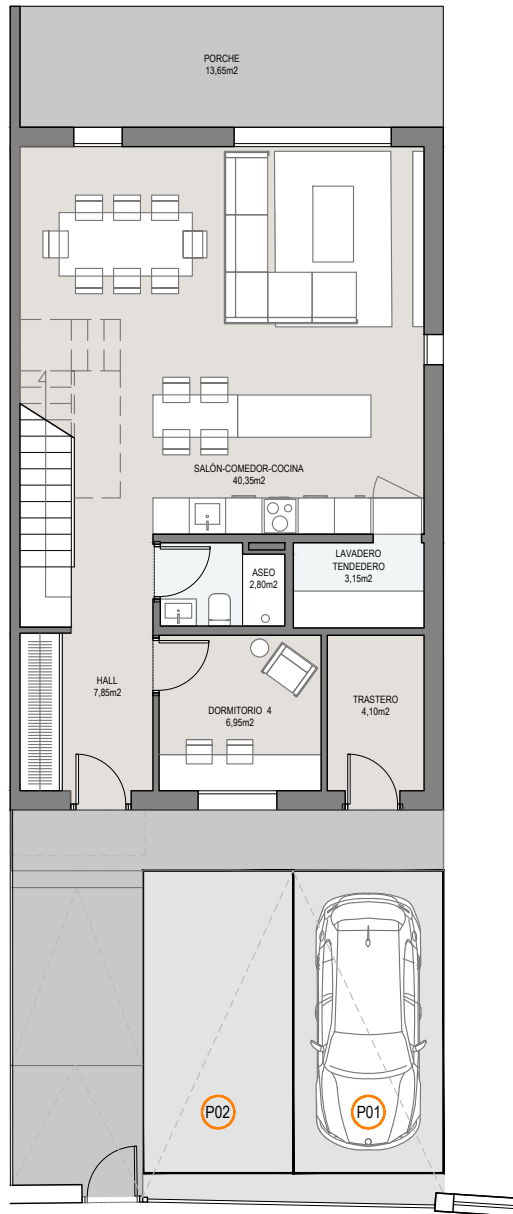 PORCHE
13,65m2
SALÓN-COMEDOR-COCINA
40,35m2
ASEO
2,80m2
LAVADERO
TENDEDERO
3,15m2
HALL
7,85m2
DORMITORIO 4
6,95m2
TRASTERO
4,10m2
P02
P01